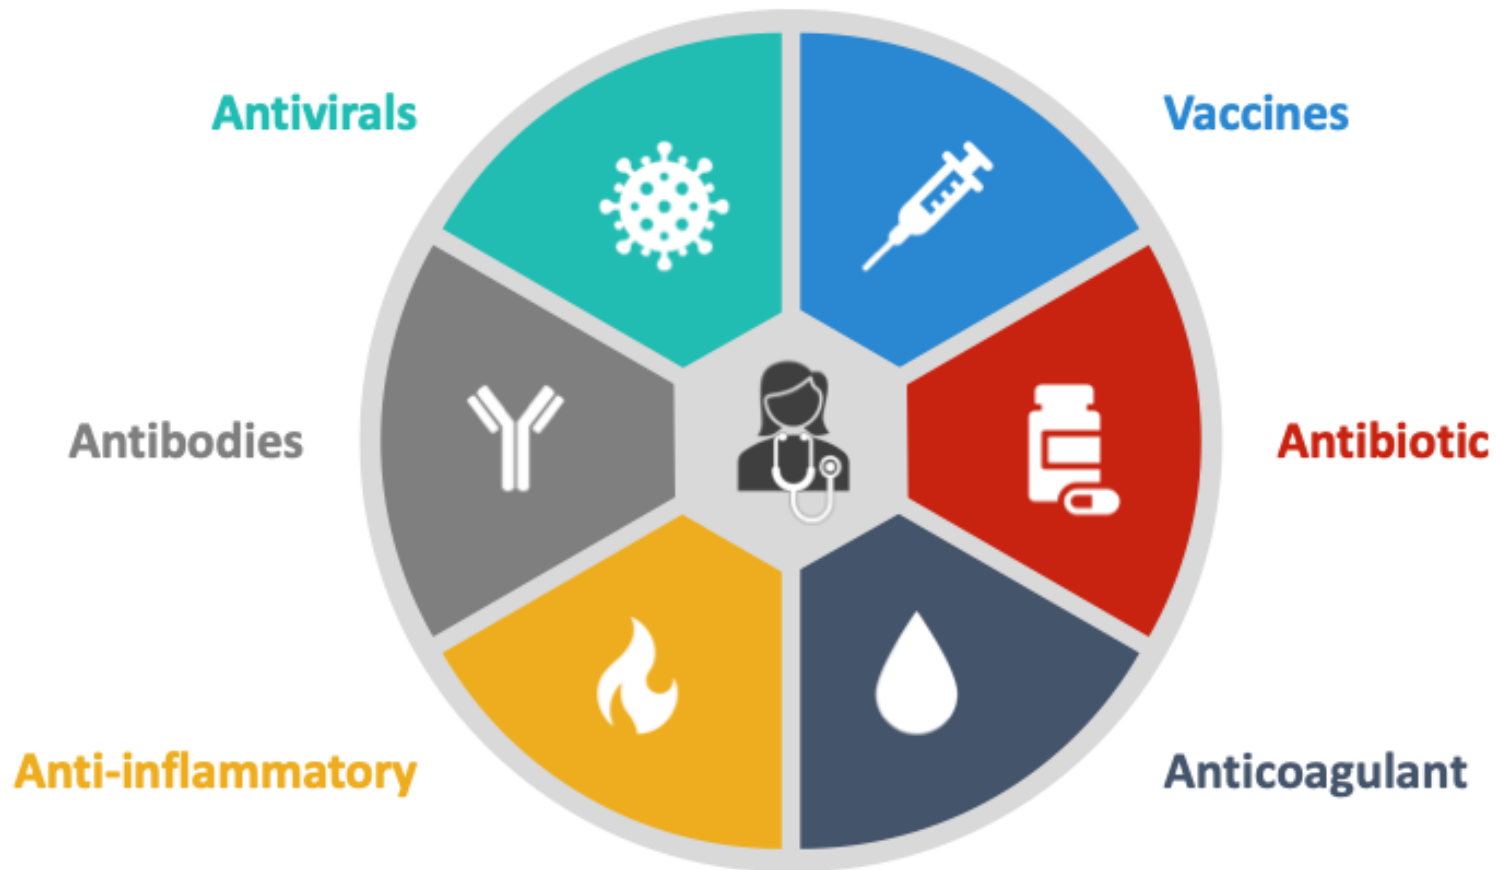 Antivirals
Vaccines
Antibodies
Antibiotic
Anti-inflammatory
Anticoagulant